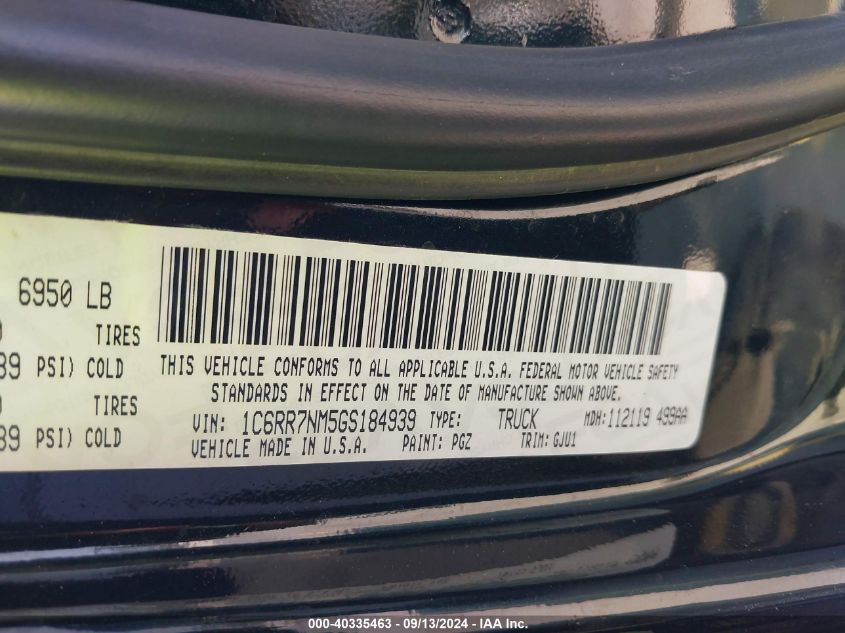 6950 LB
TIRES
39 PSI) COLD
TIRES
39 PSI) COLD
THIS VEHICLE CONFORMS TO ALL APPLICABLE U.S.A. FEDERAL MOTOR VEHICLE SAFETY
STANDARDS IN EFFECT ON THE DATE OF MANUFACTURE SHOWN ABOVE.
VIN: 1C6RR7NM5GS184939 TYPE: TRUCK MDH:112119 499AA
VEHICLE MADE IN U.S.A. PAINT: PGZ TRIM: GJU1
000-40335463 - 09/13/2024 - IAA Inc.